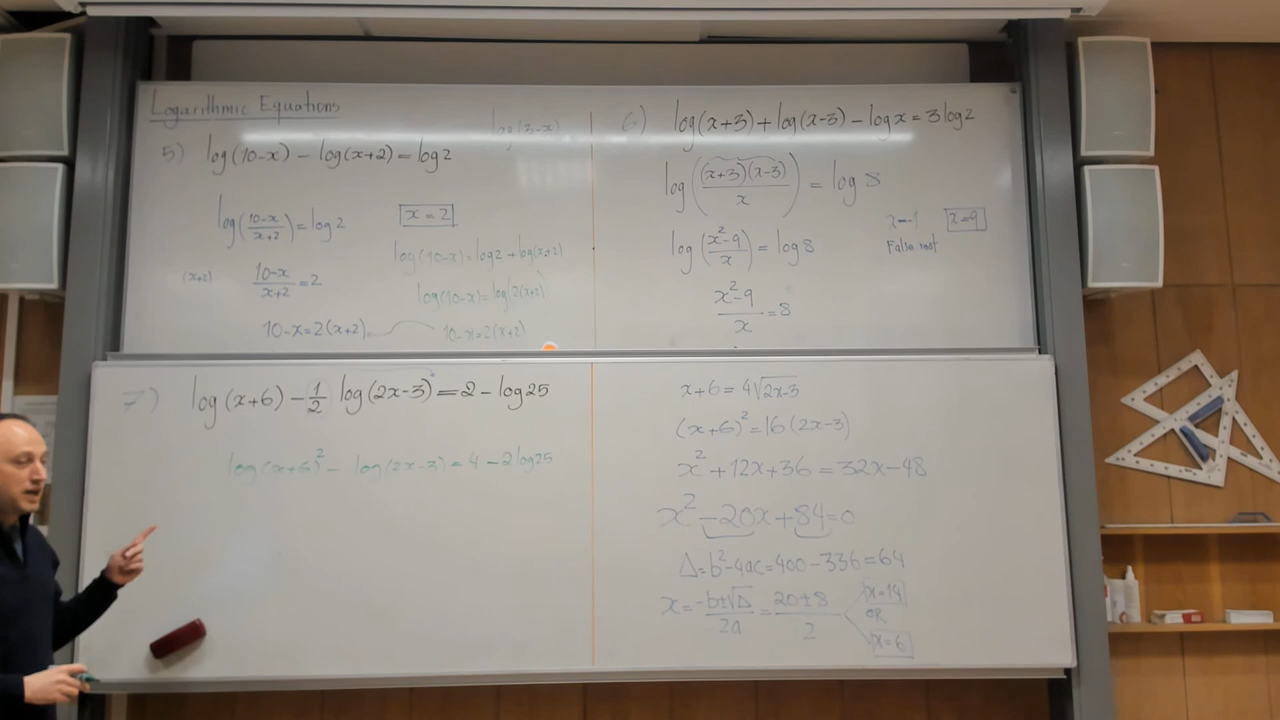 Logarithmic Equations
log(3-x)
5) log(10-x) - log(x+2) = log2
log((10-x)/(x+2)) = log2
x=2
(x+2) (10-x)/(x+2) = 2
10-x=2(x+2)
log(10-x)=log2+log(x+2)
log(10-x)=log(2(x+2))
10-x=2(x+2)
6) log(x+3)+log(x-3)-logx=3log2
log((x+3)(x-3)/x) = log8
log((x²-9)/x) = log8
(x²-9)/x = 8
x=-1 x=9
False root
7) log(x+6) - 1/2 log(2x-3) = 2 - log25
log(x+6)² - log(2x-3) = 4 - 2log25
x+6 = 4√(2x-3)
(x+6)² = 16(2x-3)
x²+12x+36 = 32x-48
x²-20x+84=0
Δ=b²-4ac=400-336=64
x = (-b±√Δ)/2a = (20±8)/2
x=14
OR
x=6